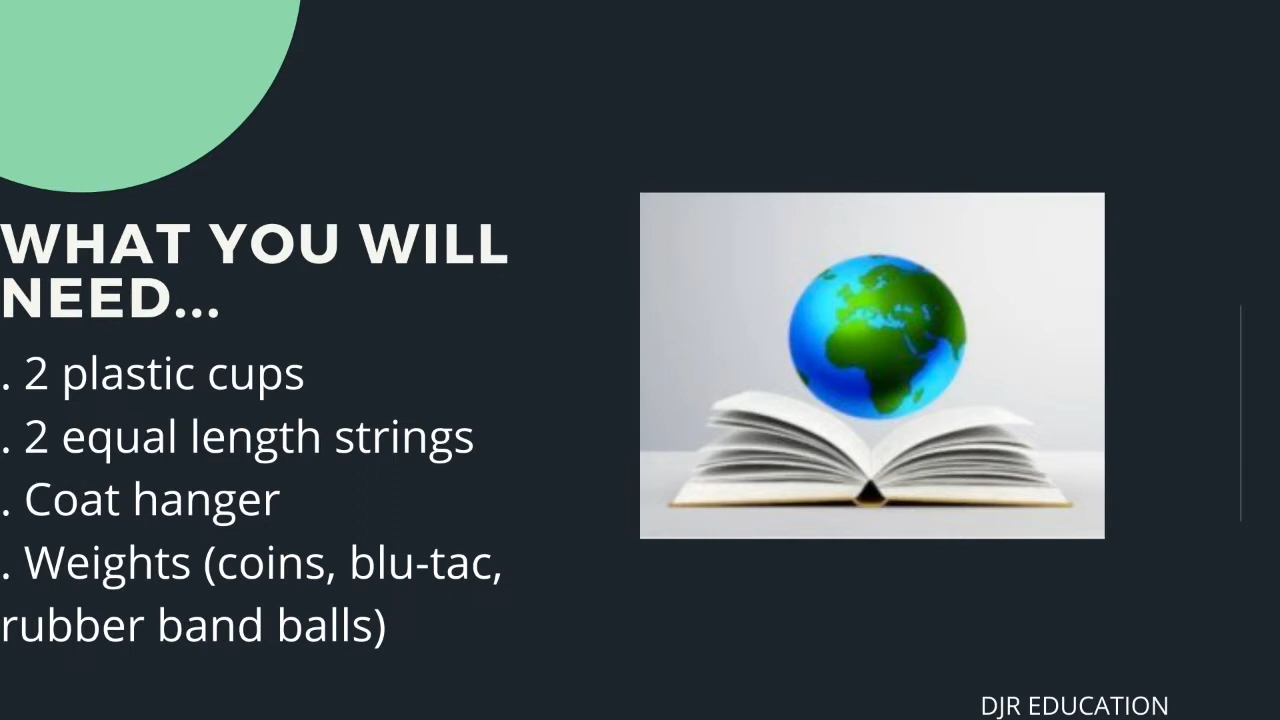 WHAT YOU WILL
NEED...
. 2 plastic cups
. 2 equal length strings
. Coat hanger
. Weights (coins, blu-tac,
rubber band balls)
DJR EDUCATION